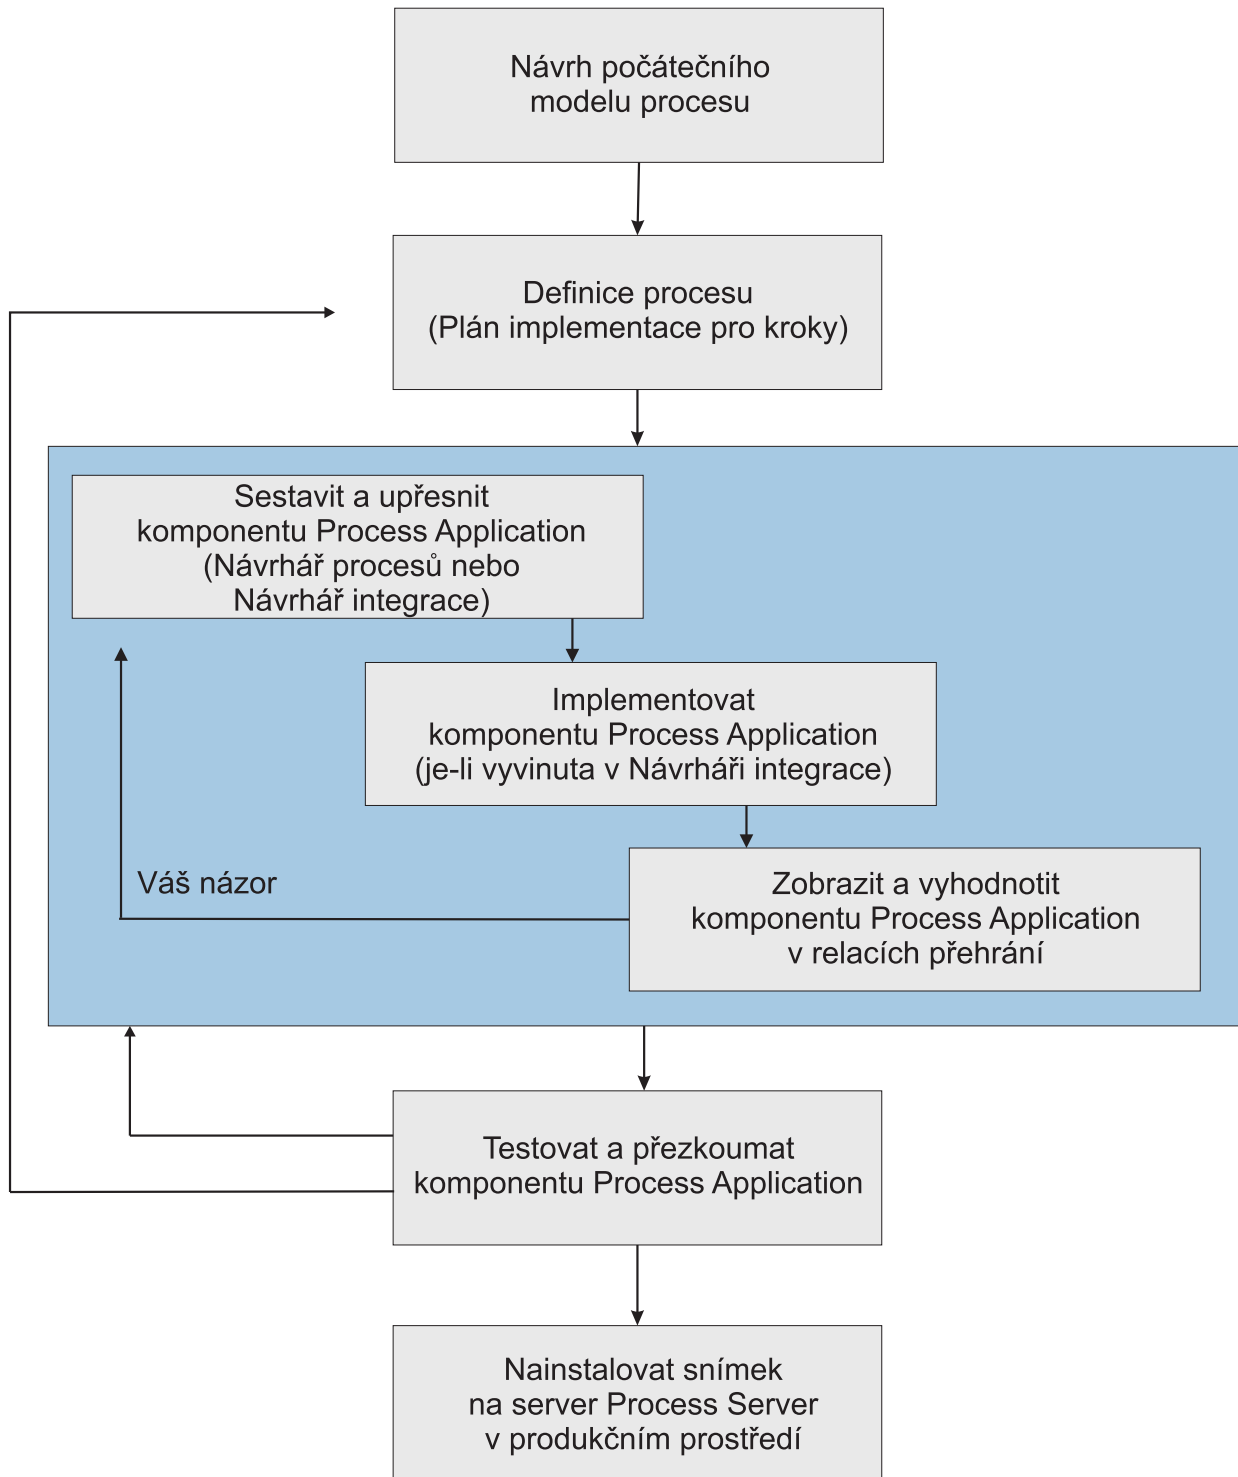 Návrh počátečního
modelu procesu
Definice procesu
(Plán implementace pro kroky)
Sestavit a upřesnit
komponentu Process Application
(Návrhář procesů nebo
Návrhář integrace)
Implementovat
komponentu Process Application
(je-li vyvinuta v Návrháři integrace)
Váš názor
Zobrazit a vyhodnotit
komponentu Process Application
v relacích přehrání
Testovat a přezkoumat
komponentu Process Application
Nainstalovat snímek
na server Process Server
v produkčním prostředí